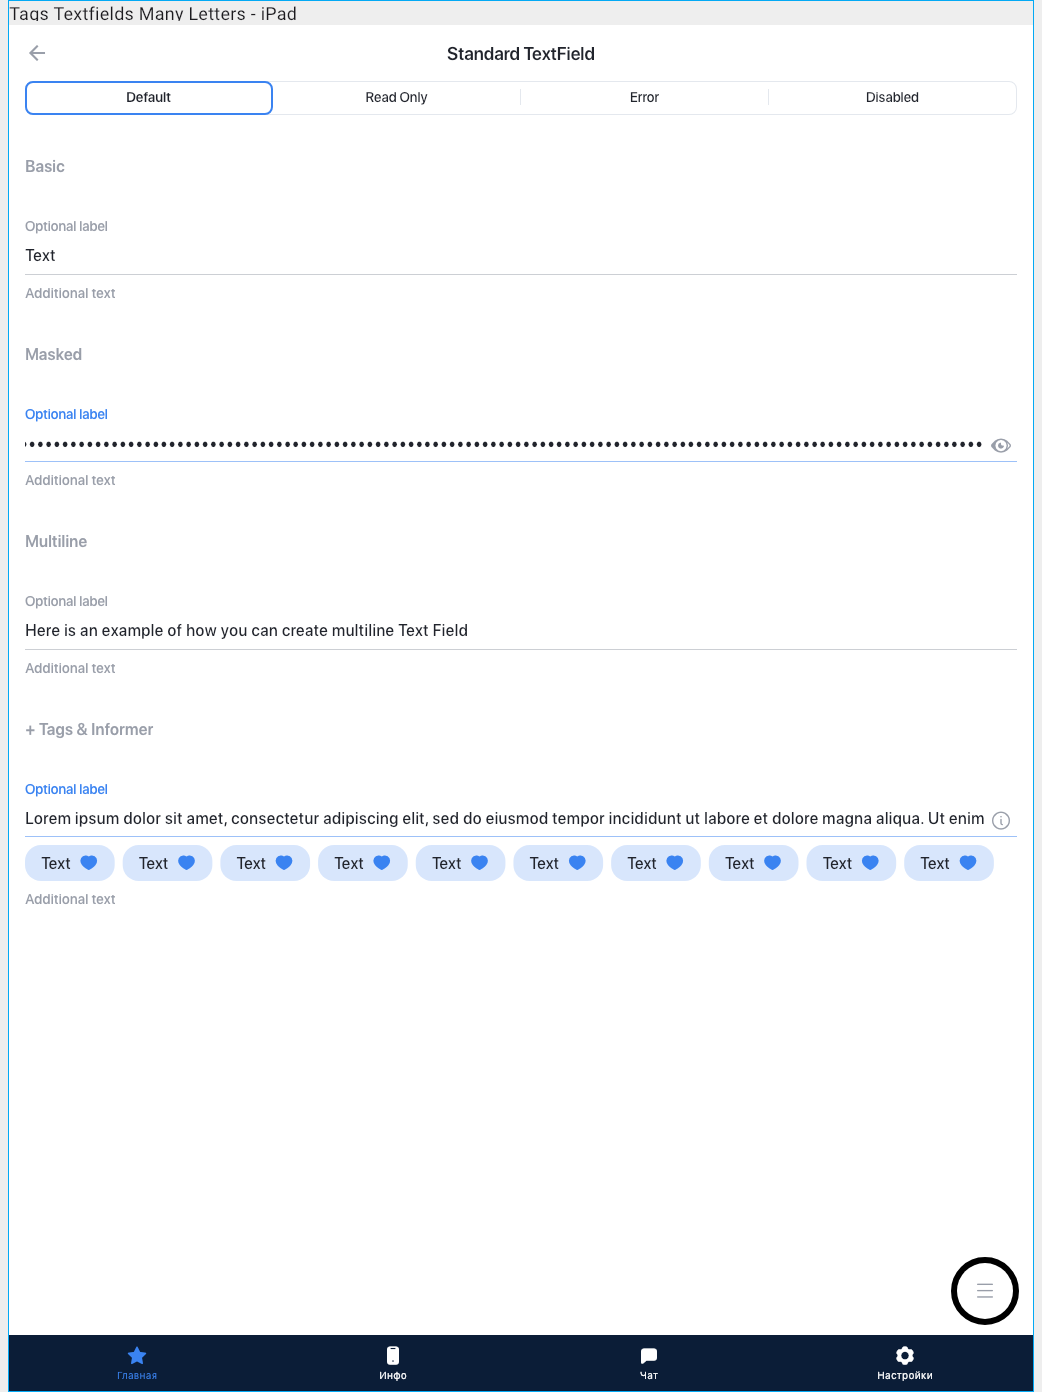 Tags Textfields Many Letters - iPad
Standard TextField
Default Read Only Error Disabled
Basic
Optional label
Text
Additional text
Masked
Optional label
Additional text
Multiline
Optional label
Here is an example of how you can create multiline Text Field
Additional text
+ Tags & Informer
Optional label
Lorem ipsum dolor sit amet, consectetur adipiscing elit, sed do eiusmod tempor incididunt ut labore et dolore magna aliqua. Ut enim
Text Text Text Text Text Text Text Text Text Text
Additional text
Главная Инфо Чат Настройки